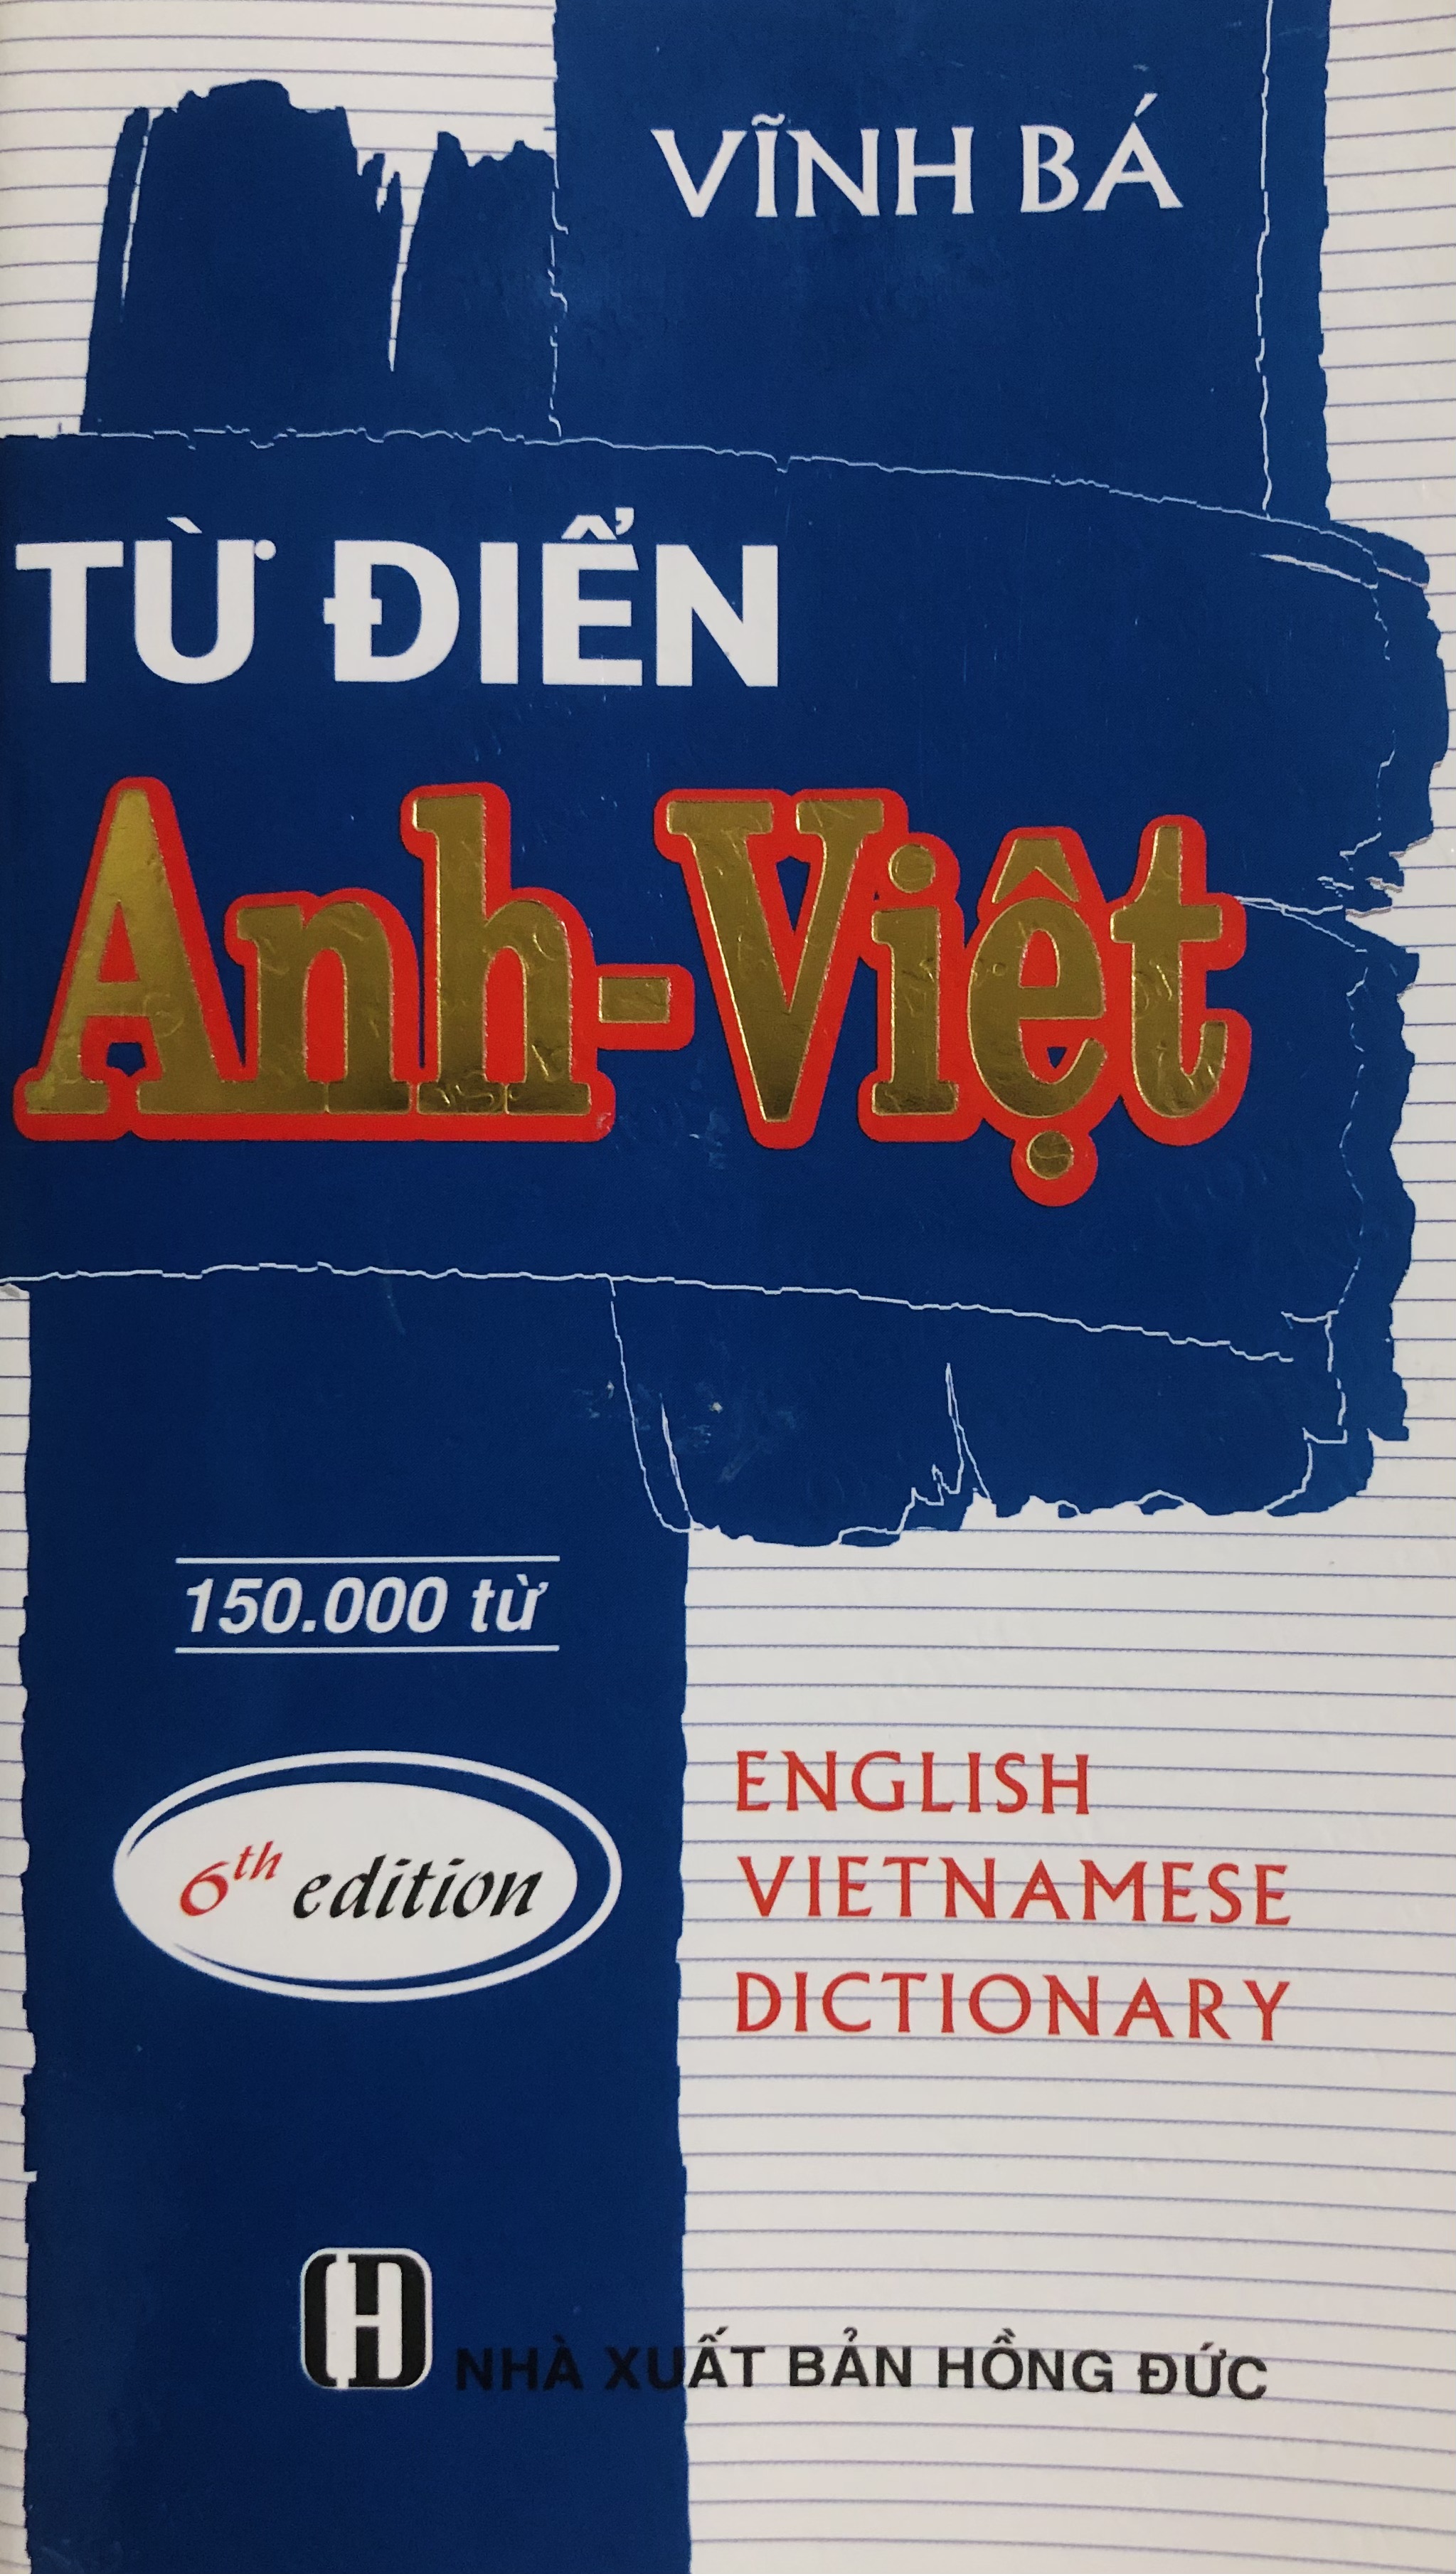 VĨNH BÁ
TỪ ĐIỂN
Anh-Việt
150.000 từ
6th edition
ENGLISH
VIETNAMESE
DICTIONARY
HD
NHÀ XUẤT BẢN HỒNG ĐỨC